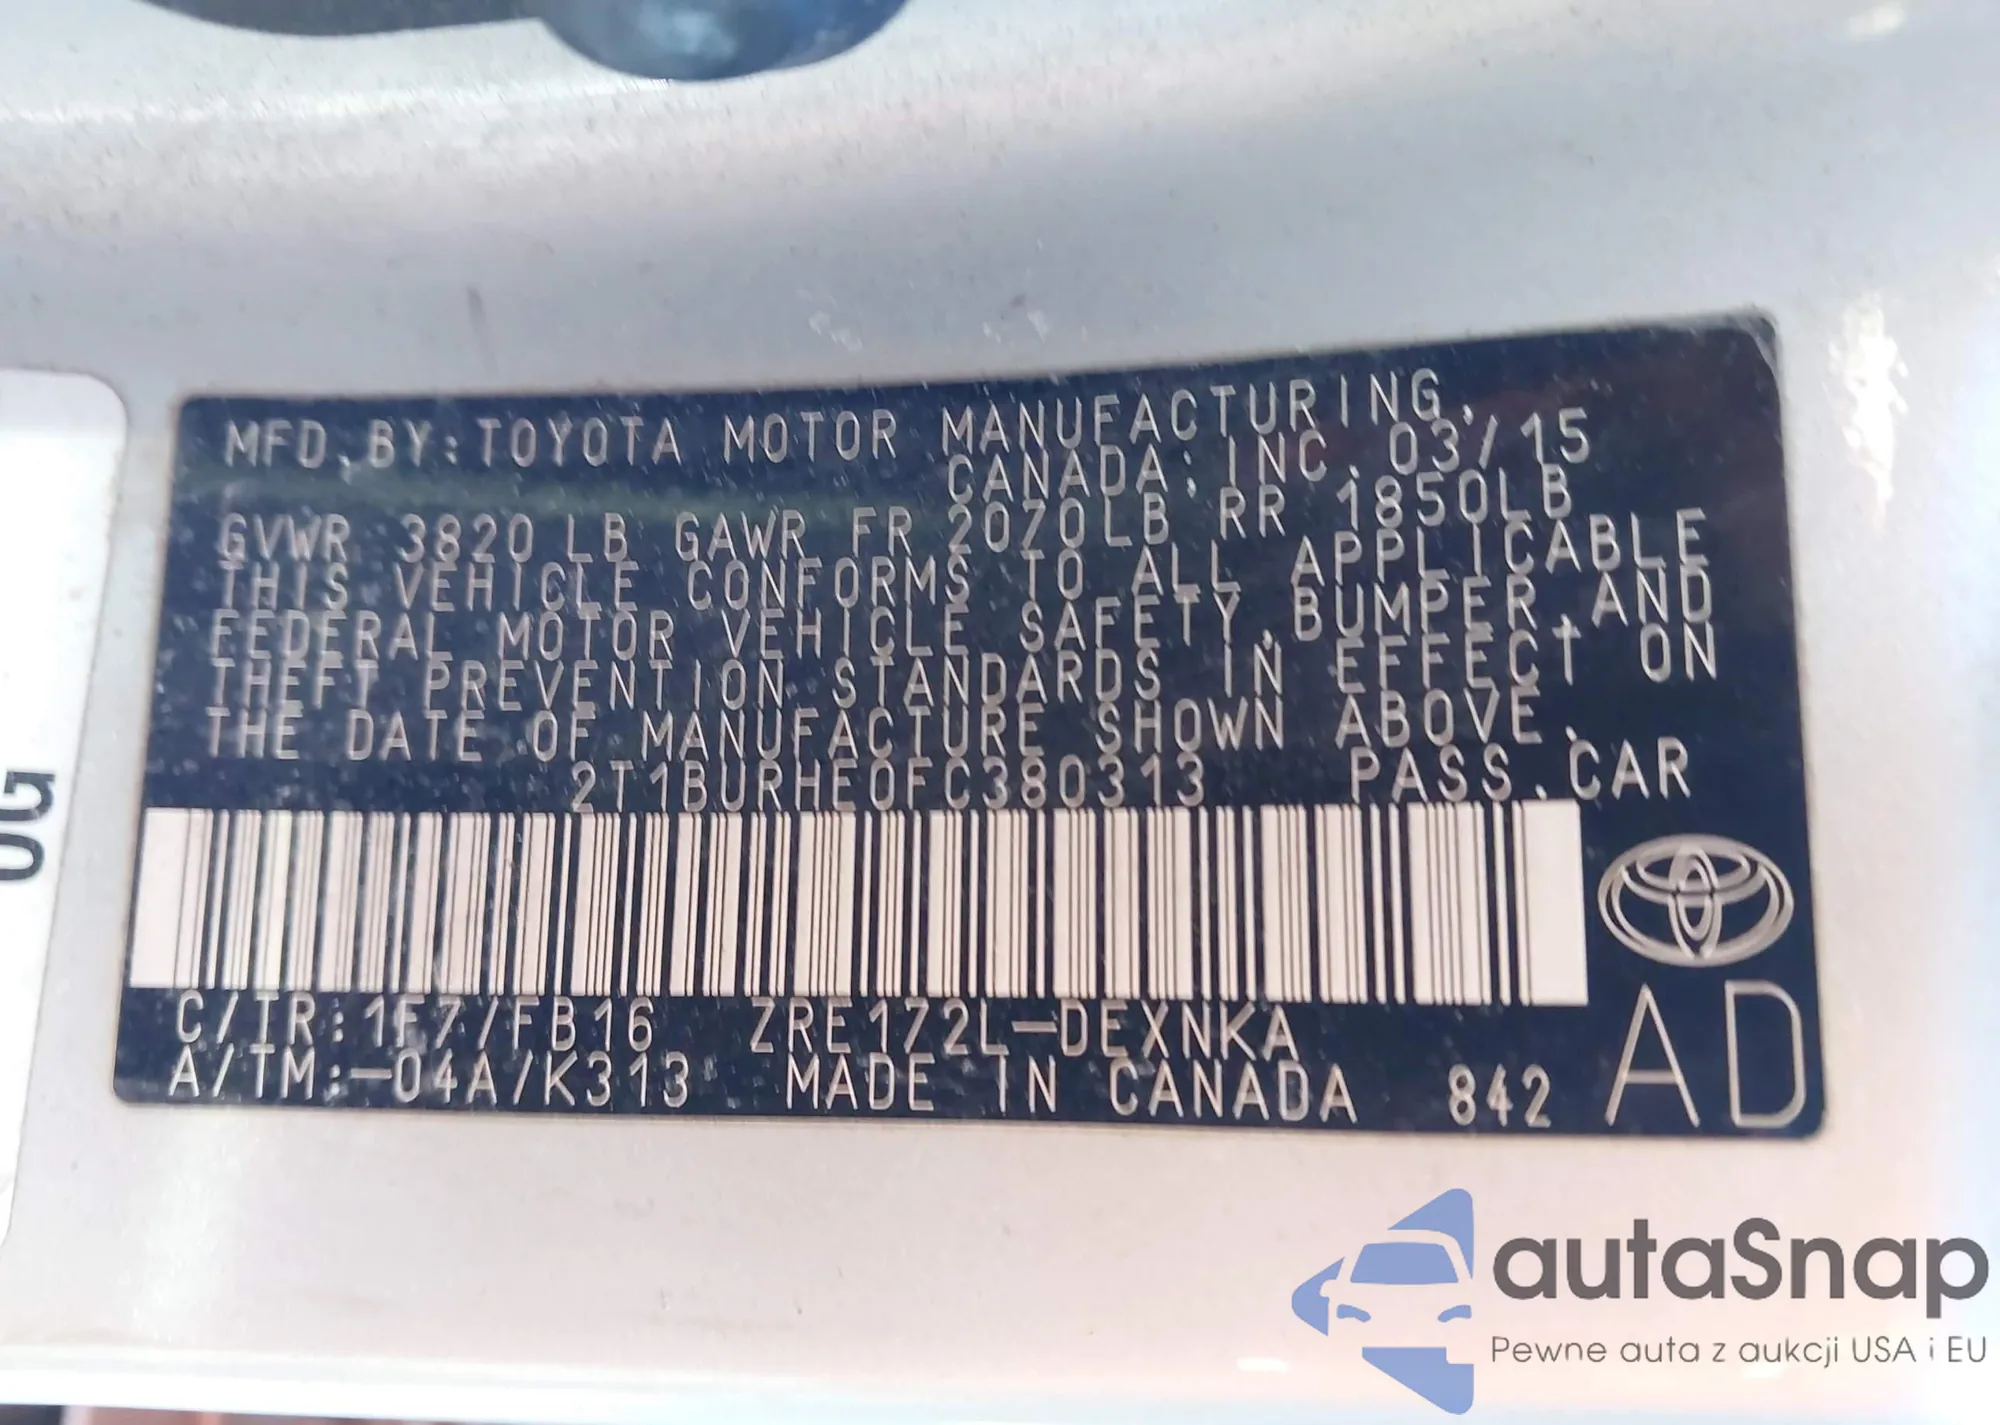 MFD.BY:TOYOTA MOTOR MANUFACTURING,
CANADA, INC. 03/15
GVWR 3820 LB GAWR FR 2070LB RR 1850LB
THIS VEHICLE CONFORMS TO ALL APPLICABLE
FEDERAL MOTOR VEHICLE SAFETY,BUMPER,AND
THEFT PREVENTION STANDARDS IN EFFECT ON
THE DATE OF MANUFACTURE SHOWN ABOVE.
2T1BURHE0FC380313 PASS.CAR
C/TR:1F7/FB16 ZRE172L-DEXNKA
A/TM:-04A/K313 MADE IN CANADA 842
AD
autaSnap
Pewne auta z aukcji USA i EU